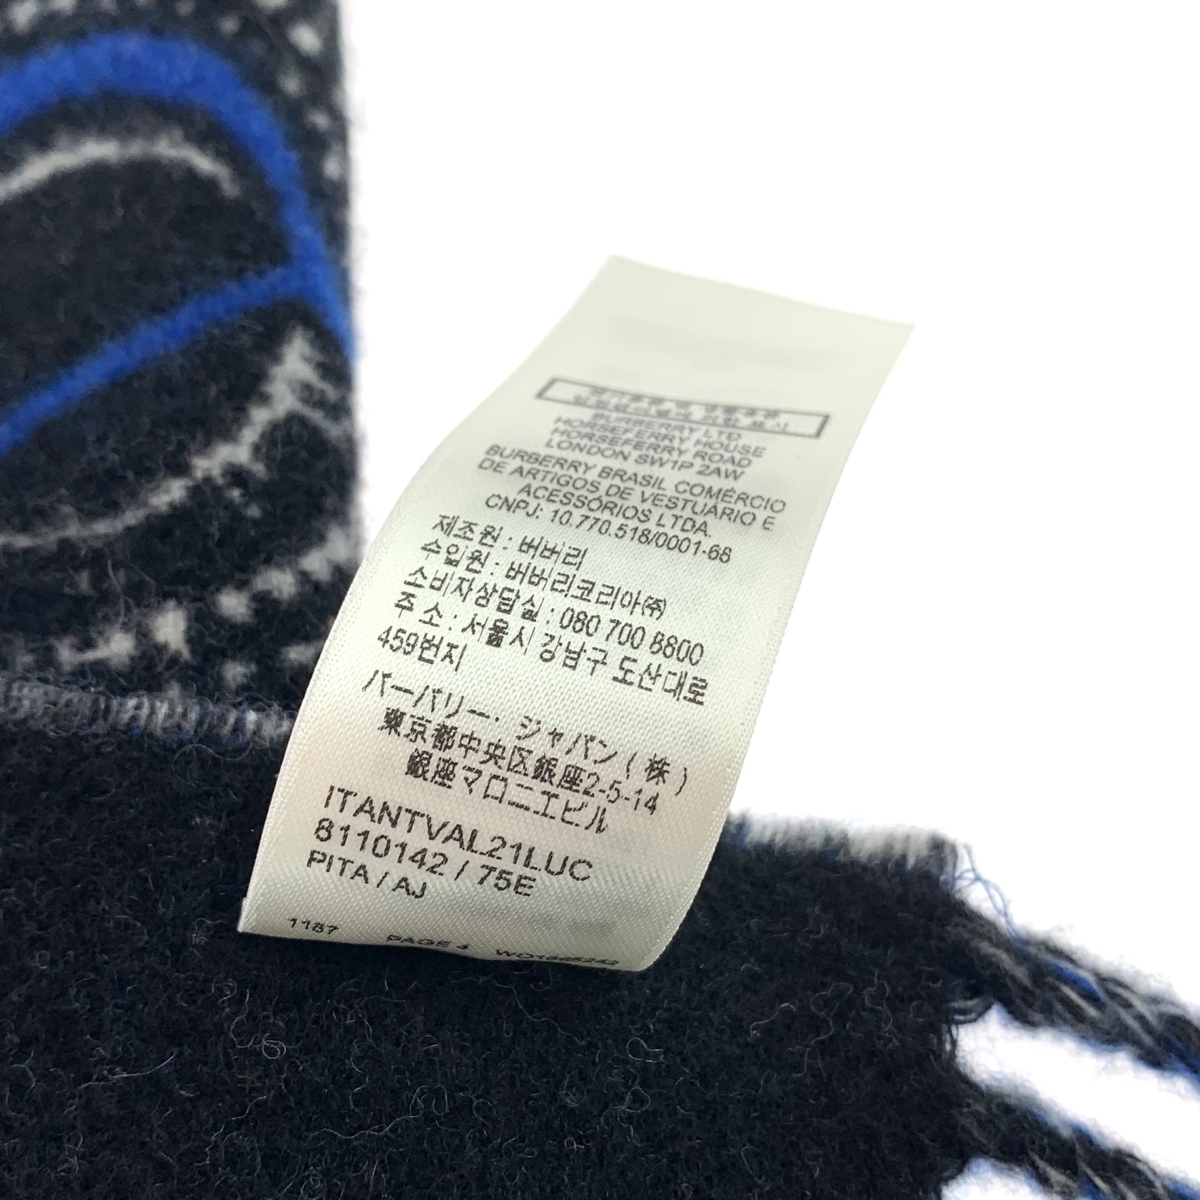 BURBERRY LTD
HORSEFERRY HOUSE
HORSEFERRY ROAD
LONDON SW1P 2AW
BURBERRY BRASIL COMÉRCIO
DE ARTIGOS DE VESTUÁRIO E
ACESSÓRIOS LTDA.
CNPJ: 10.770.518/0001-68
제조원 : 버버리
수입원 : 버버리코리아㈜
소비자상담실 : 080 700 8800
주 소 : 서울시 강남구 도산대로
459번지
バーバリー・ジャパン(株)
東京都中央区銀座2-5-14
銀座マロニエビル
ITANTVAL21LUC
8110142 / 75E
PITA / AJ
1187 PAGE 4